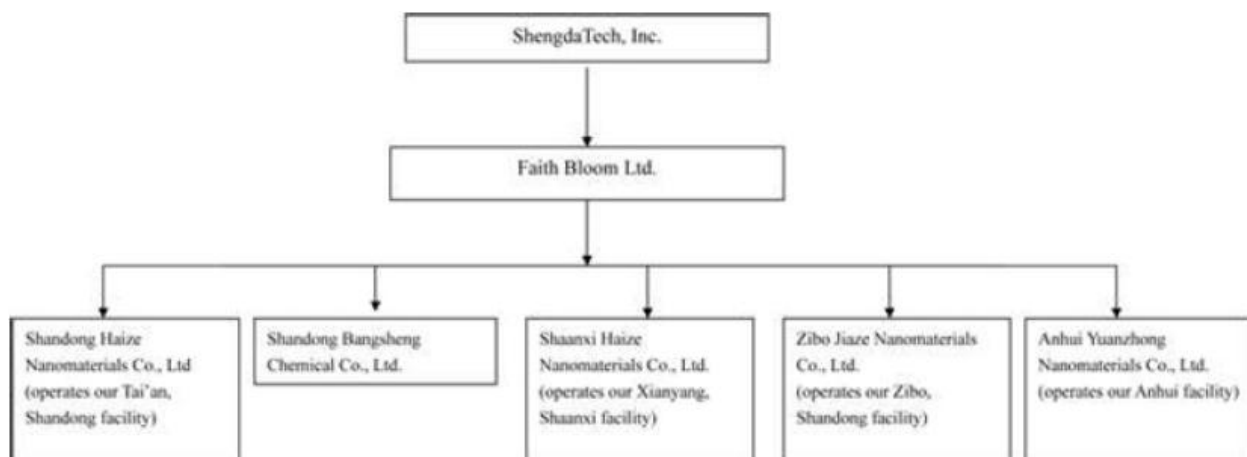 ShengdaTech, Inc.
Faith Bloom Ltd.
Shandong Haize
Nanomaterials Co., Ltd
(operates our Tai'an,
Shandong facility)
Shandong Bangsheng
Chemical Co., Ltd.
Shaanxi Haize
Nanomaterials Co., Ltd.
(operates our Xianyang,
Shaanxi facility)
Zibo Jiaze Nanomaterials
Co., Ltd.
(operates our Zibo,
Shandong facility)
Anhui Yuanzhong
Nanomaterials Co., Ltd.
(operates our Anhui facility)